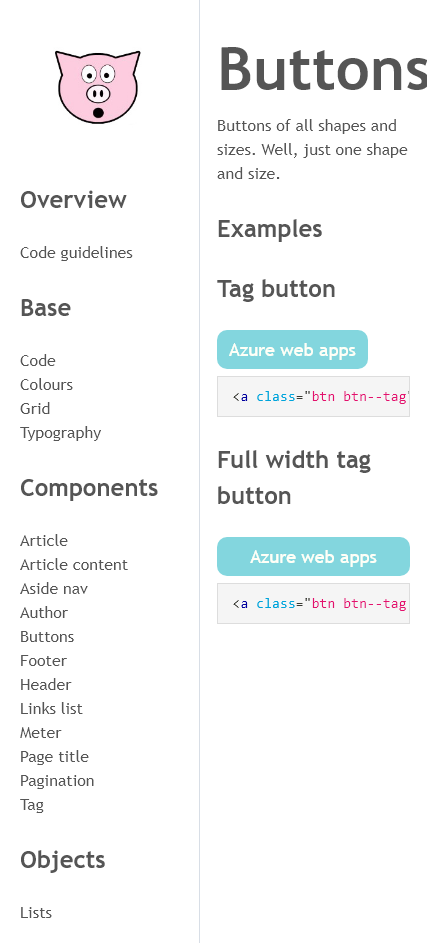 Overview
Code guidelines
Base
Code
Colours
Grid
Typography
Components
Article
Article content
Aside nav
Author
Buttons
Footer
Header
Links list
Meter
Page title
Pagination
Tag
Objects
Lists
Buttons
Buttons of all shapes and
sizes. Well, just one shape
and size.
Examples
Tag button
Azure web apps
<a class="btn btn--tag"
Full width tag
button
Azure web apps
<a class="btn btn--tag